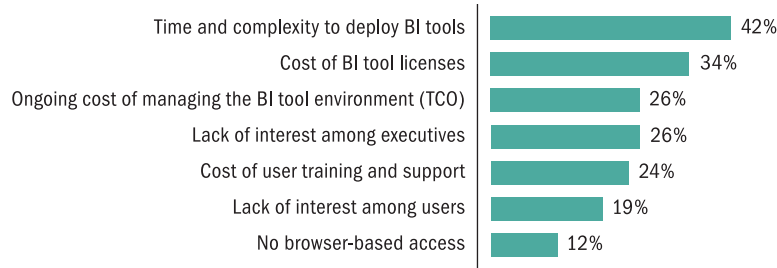 Time and complexity to deploy BI tools 42%
Cost of BI tool licenses 34%
Ongoing cost of managing the BI tool environment (TCO) 26%
Lack of interest among executives 26%
Cost of user training and support 24%
Lack of interest among users 19%
No browser-based access 12%